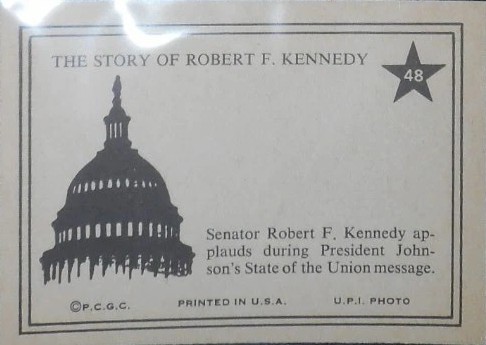 THE STORY OF ROBERT F. KENNEDY
48
Senator Robert F. Kennedy ap-
plauds during President John-
son's State of the Union message.
©P.C.G.C. PRINTED IN U.S.A. U.P.I. PHOTO